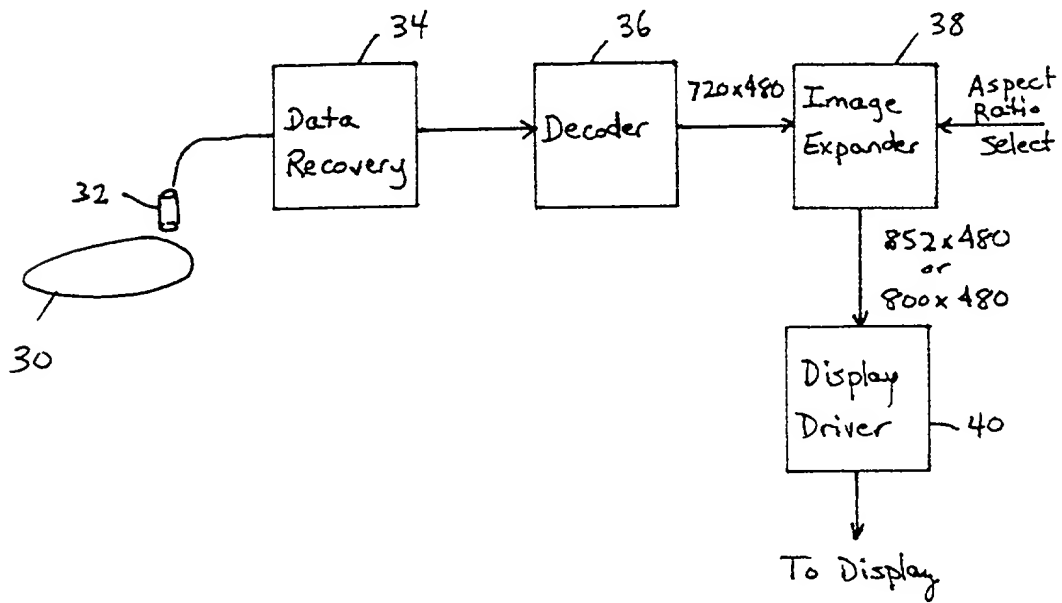 34
36
38
Data
Recovery
Decoder
720x480
Image
Expander
Aspect
Ratio
Select
32
30
852x480
or
800x480
Display
Driver
40
To Display